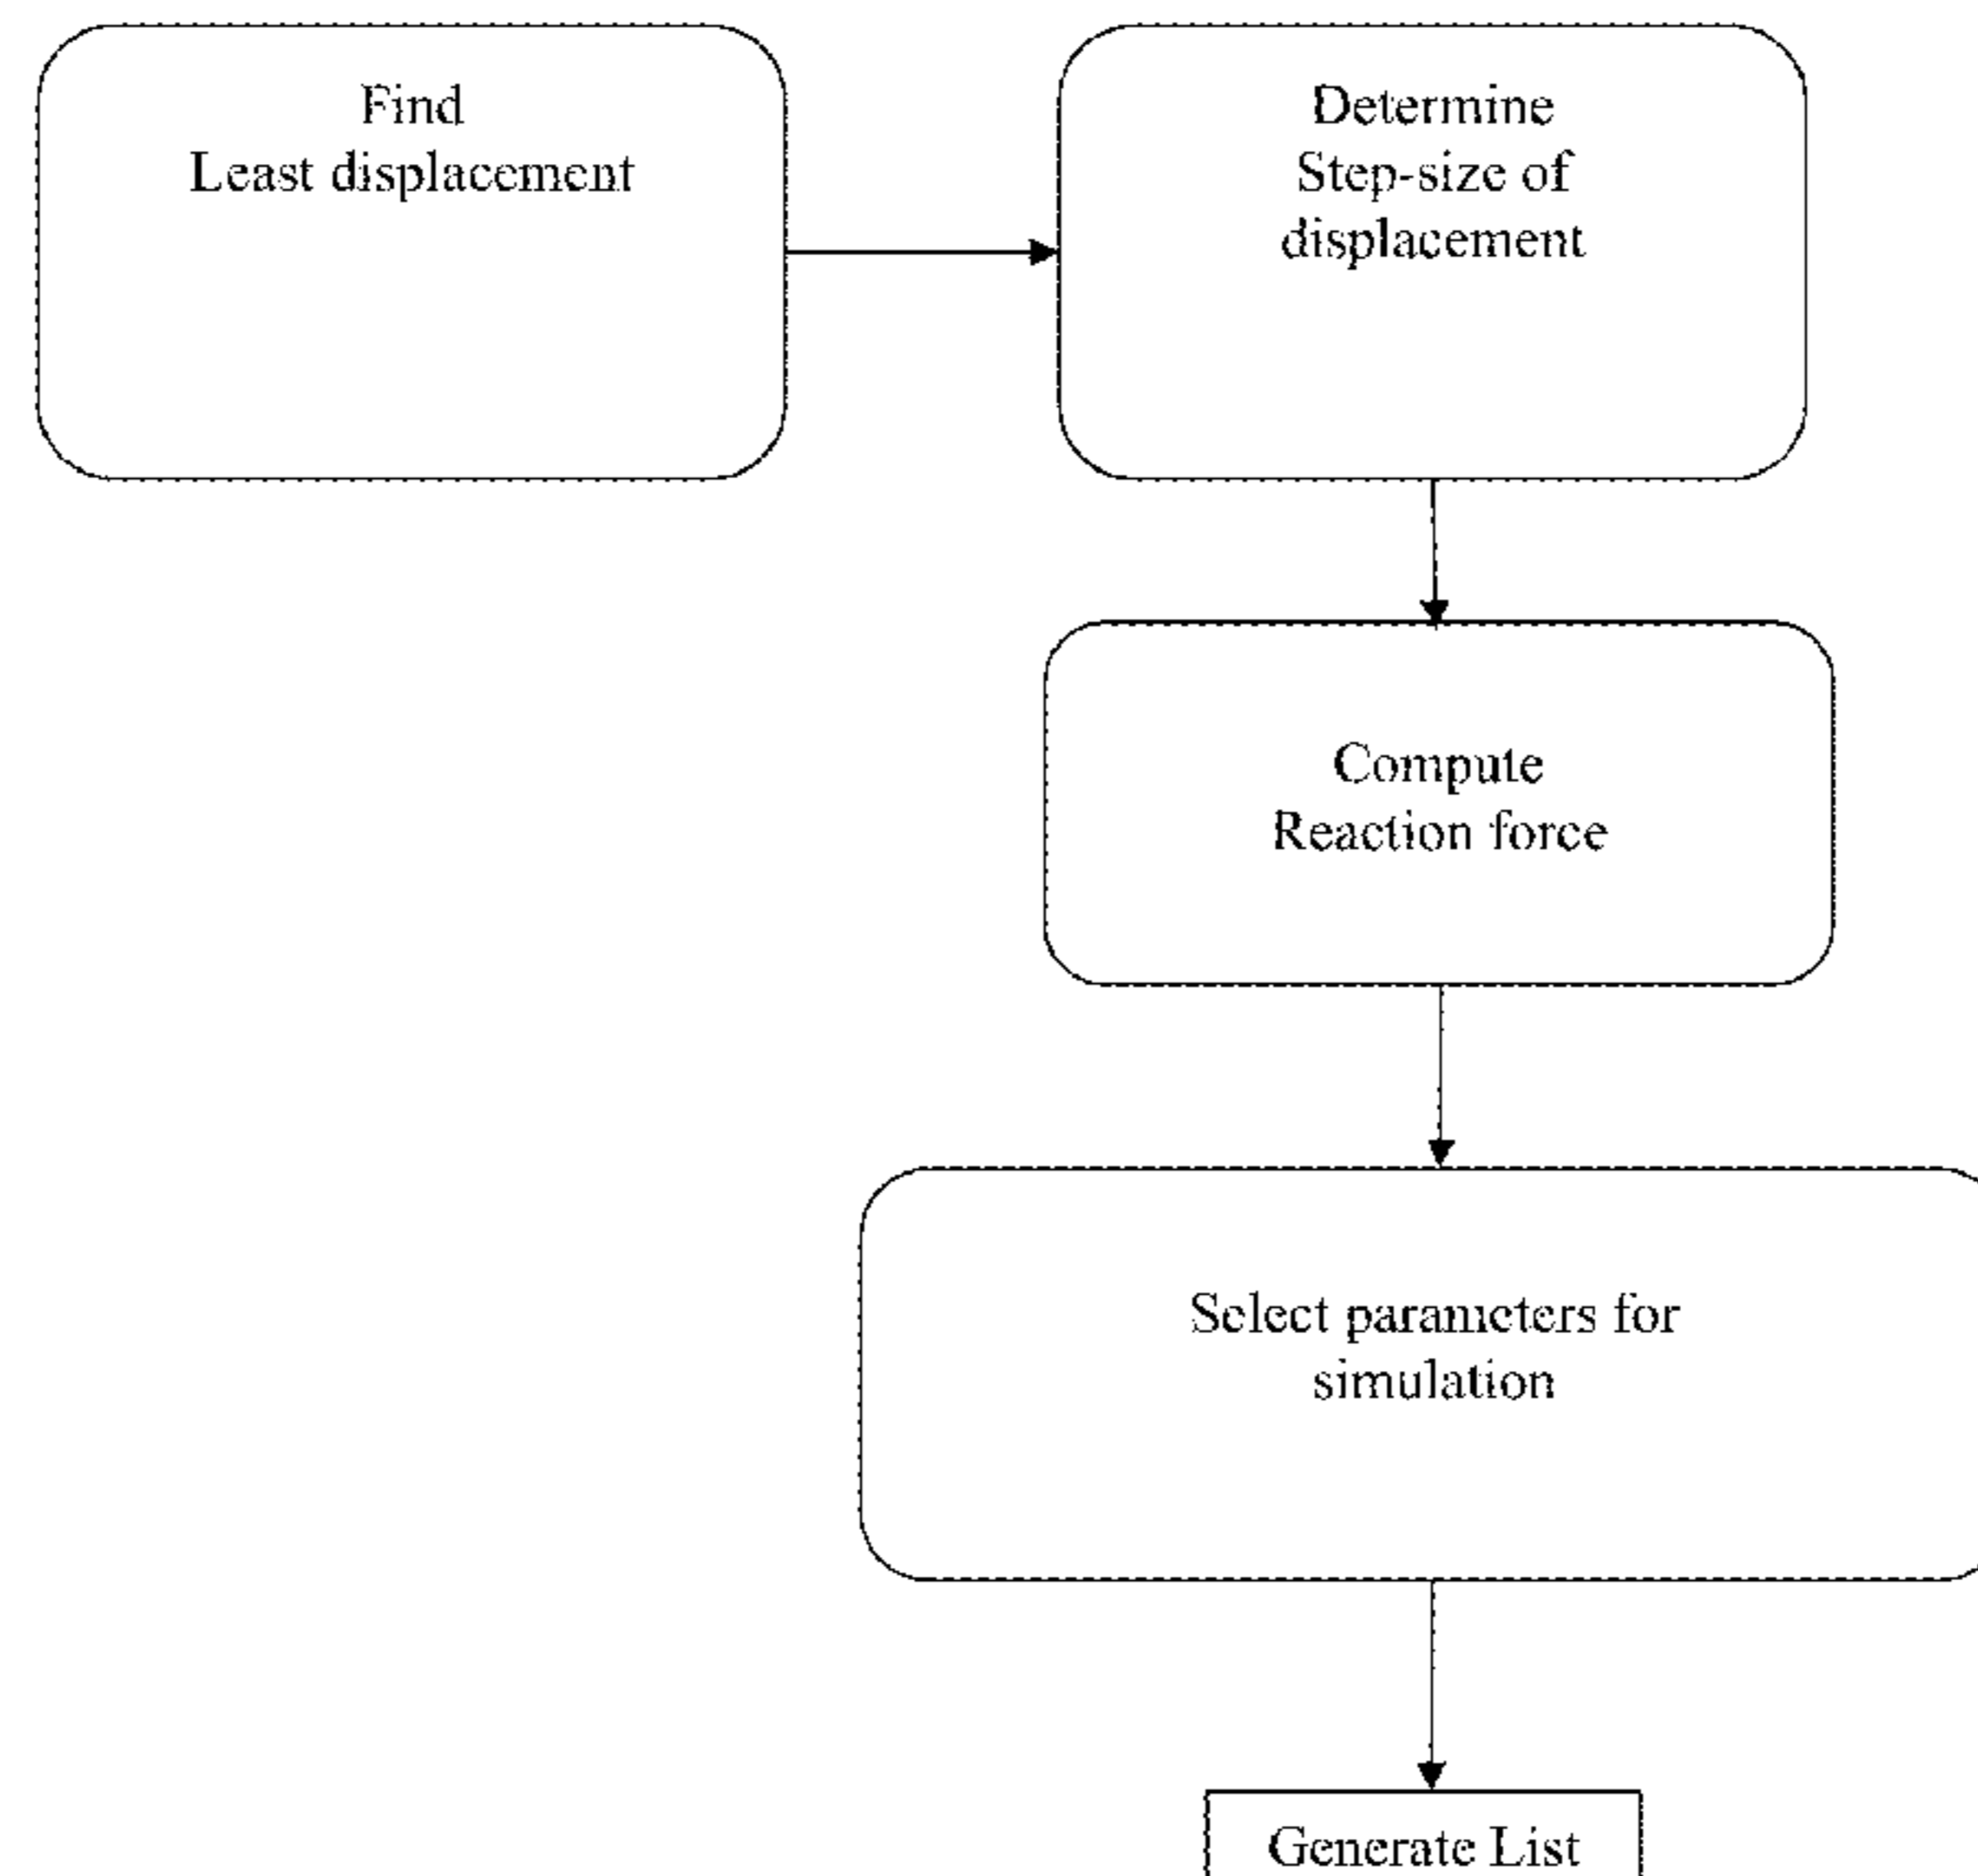 Find
Least displacement
Determine
Step-size of
displacement
Compute
Reaction force
Select parameters for
simulation
Generate List